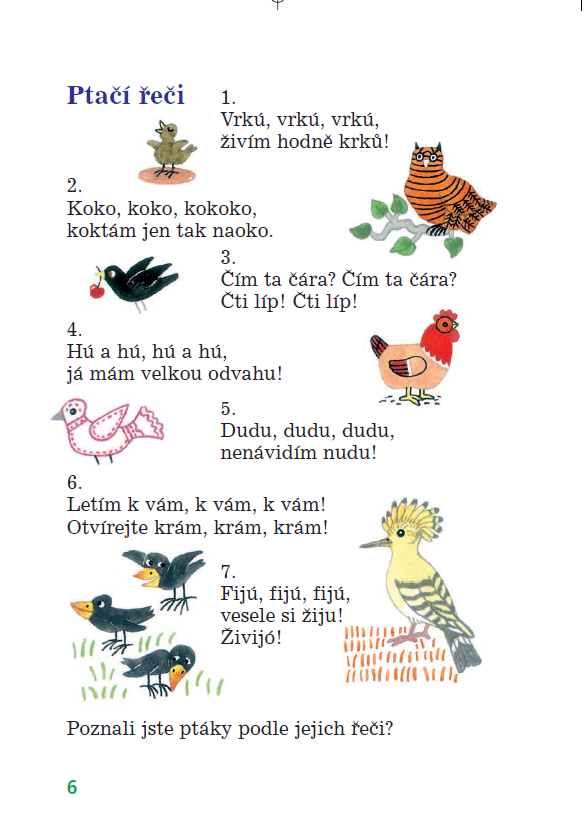 Ptačí řeči
1.
Vrkú, vrkú, vrkú,
živím hodně krků!
2.
Koko, koko, kokoko,
koktám jen tak naoko.
3.
Čím ta čára? Čím ta čára?
Čti líp! Čti líp!
4.
Hú a hú, hú a hú,
já mám velkou odvahu!
5.
Dudu, dudu, dudu,
nenávidím nudu!
6.
Letím k vám, k vám, k vám!
Otvírejte krám, krám, krám!
7.
Fijú, fijú, fijú,
vesele si žiju!
Živijó!
Poznali jste ptáky podle jejich řeči?
6